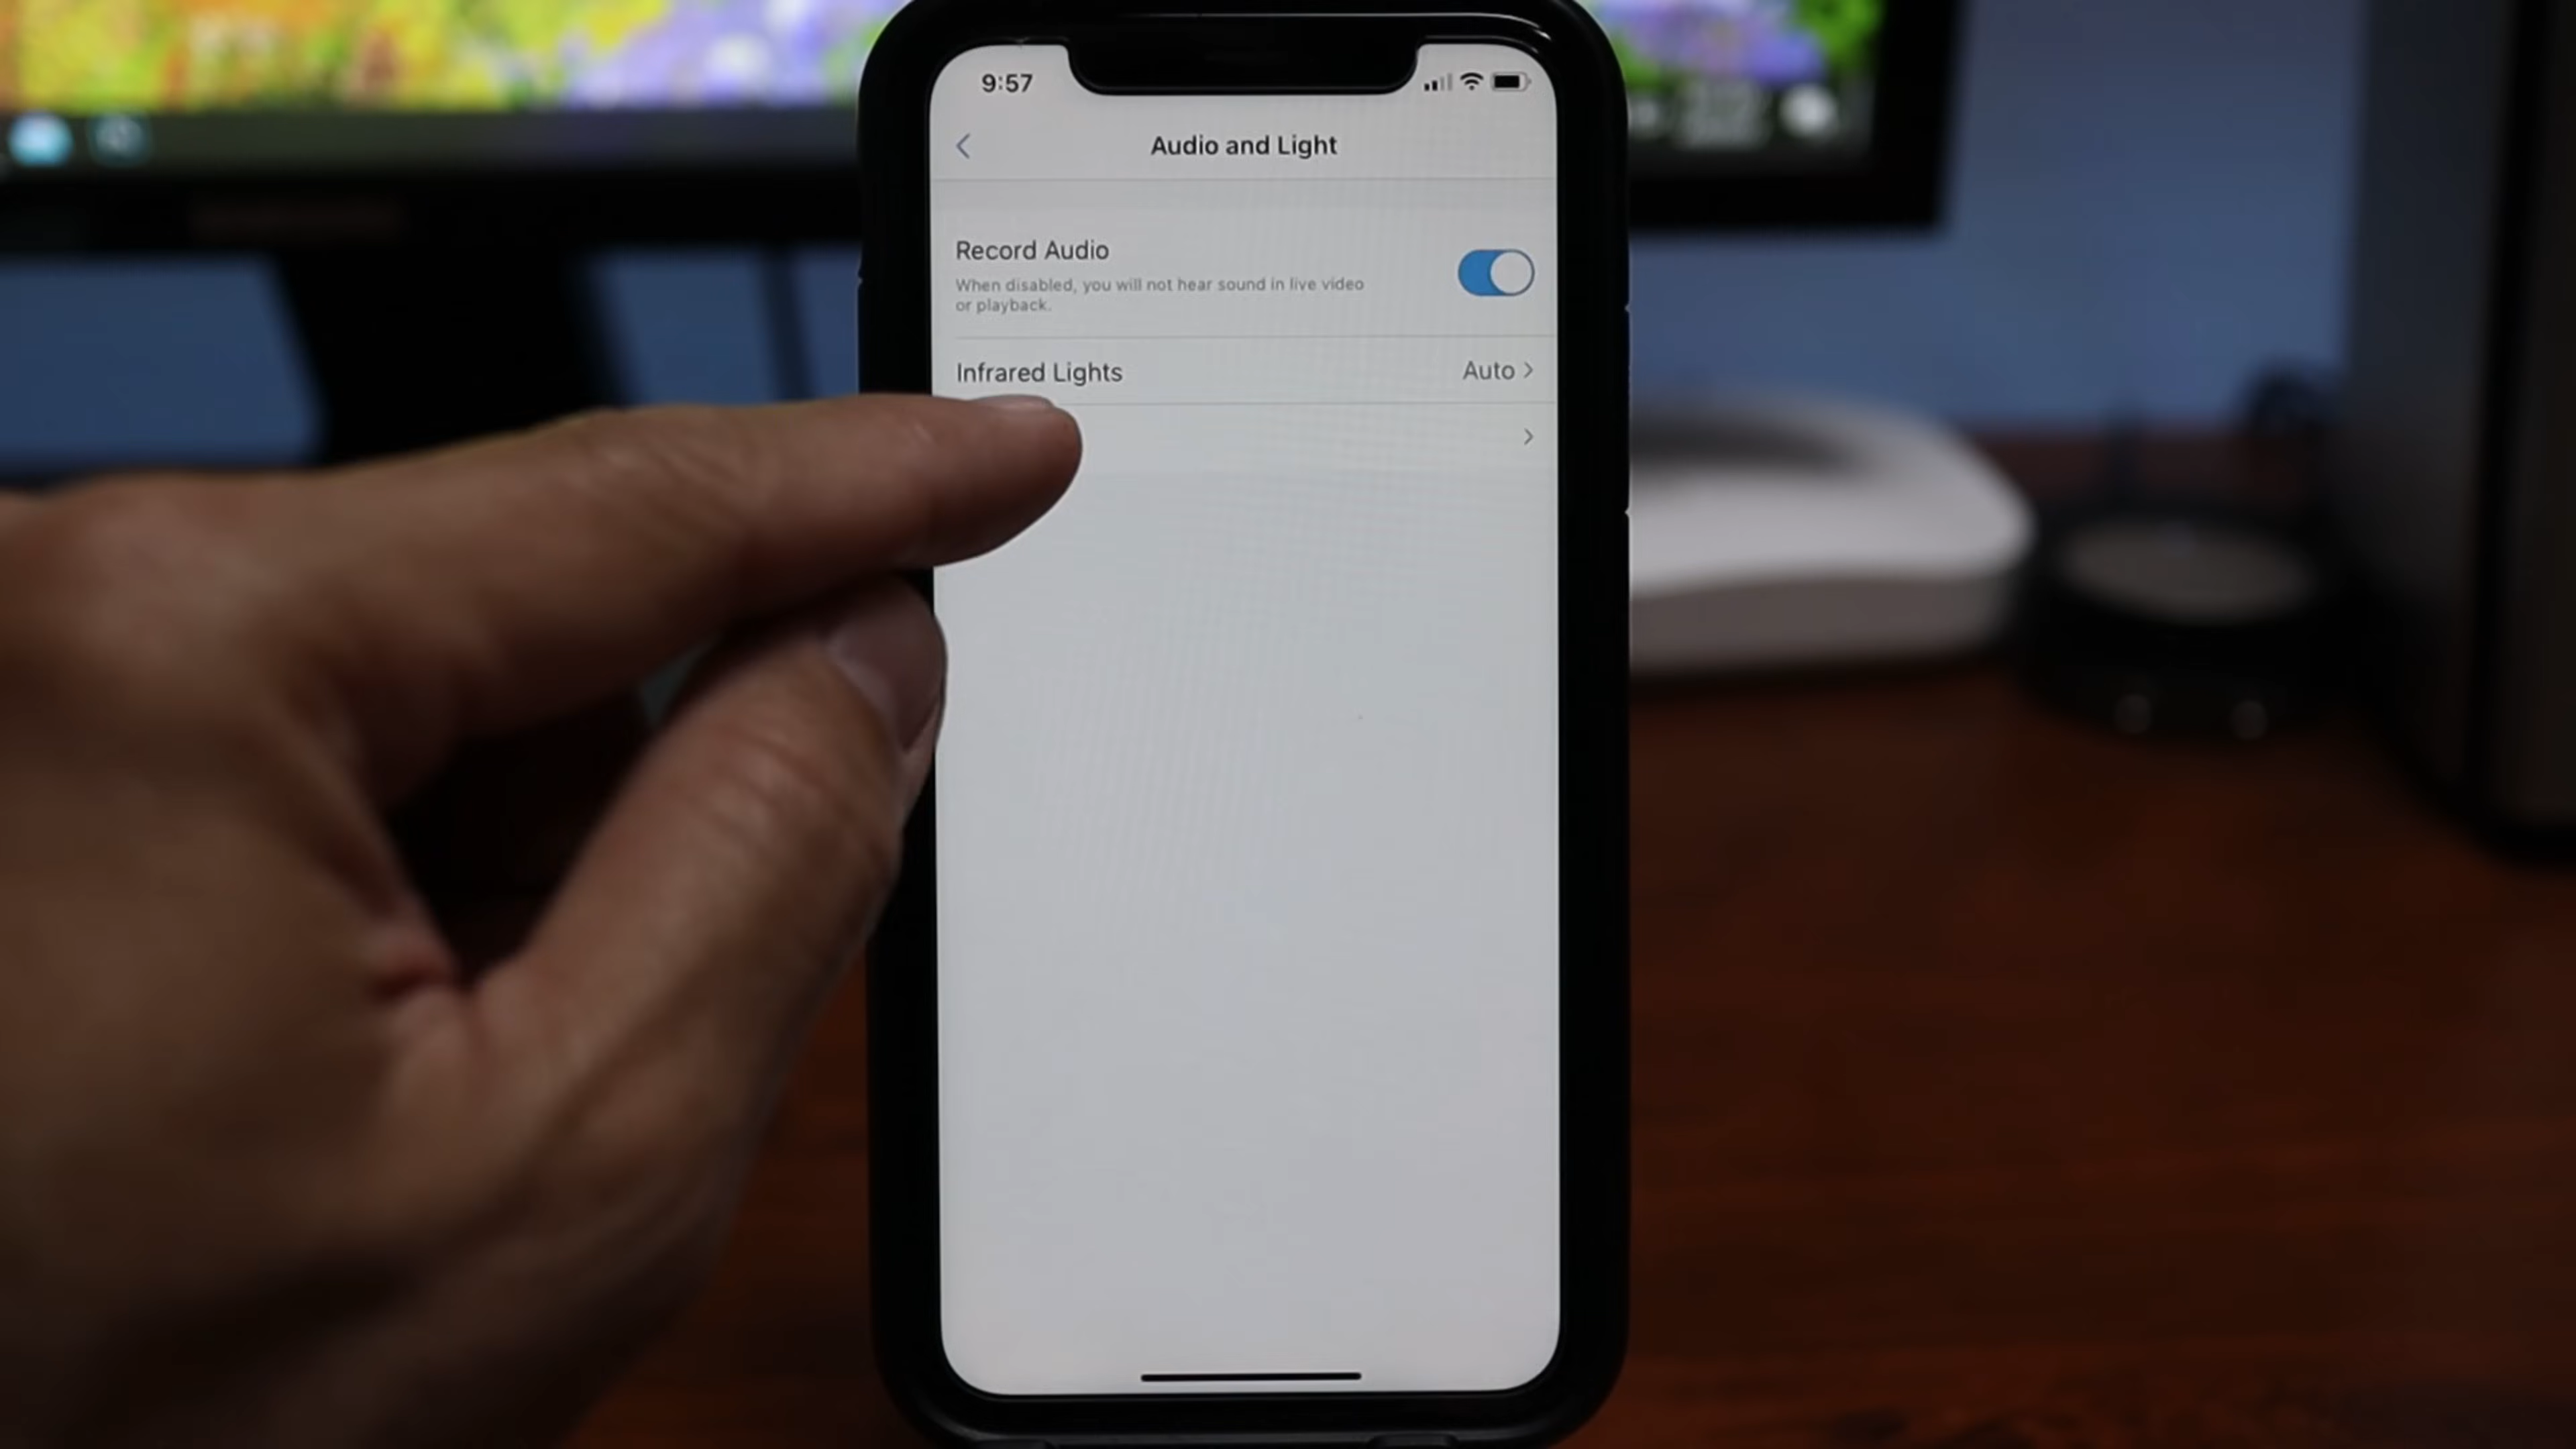 9:57
Audio and Light
Record Audio
When disabled, you will not hear sound in live video
or playback.
Infrared Lights
Auto